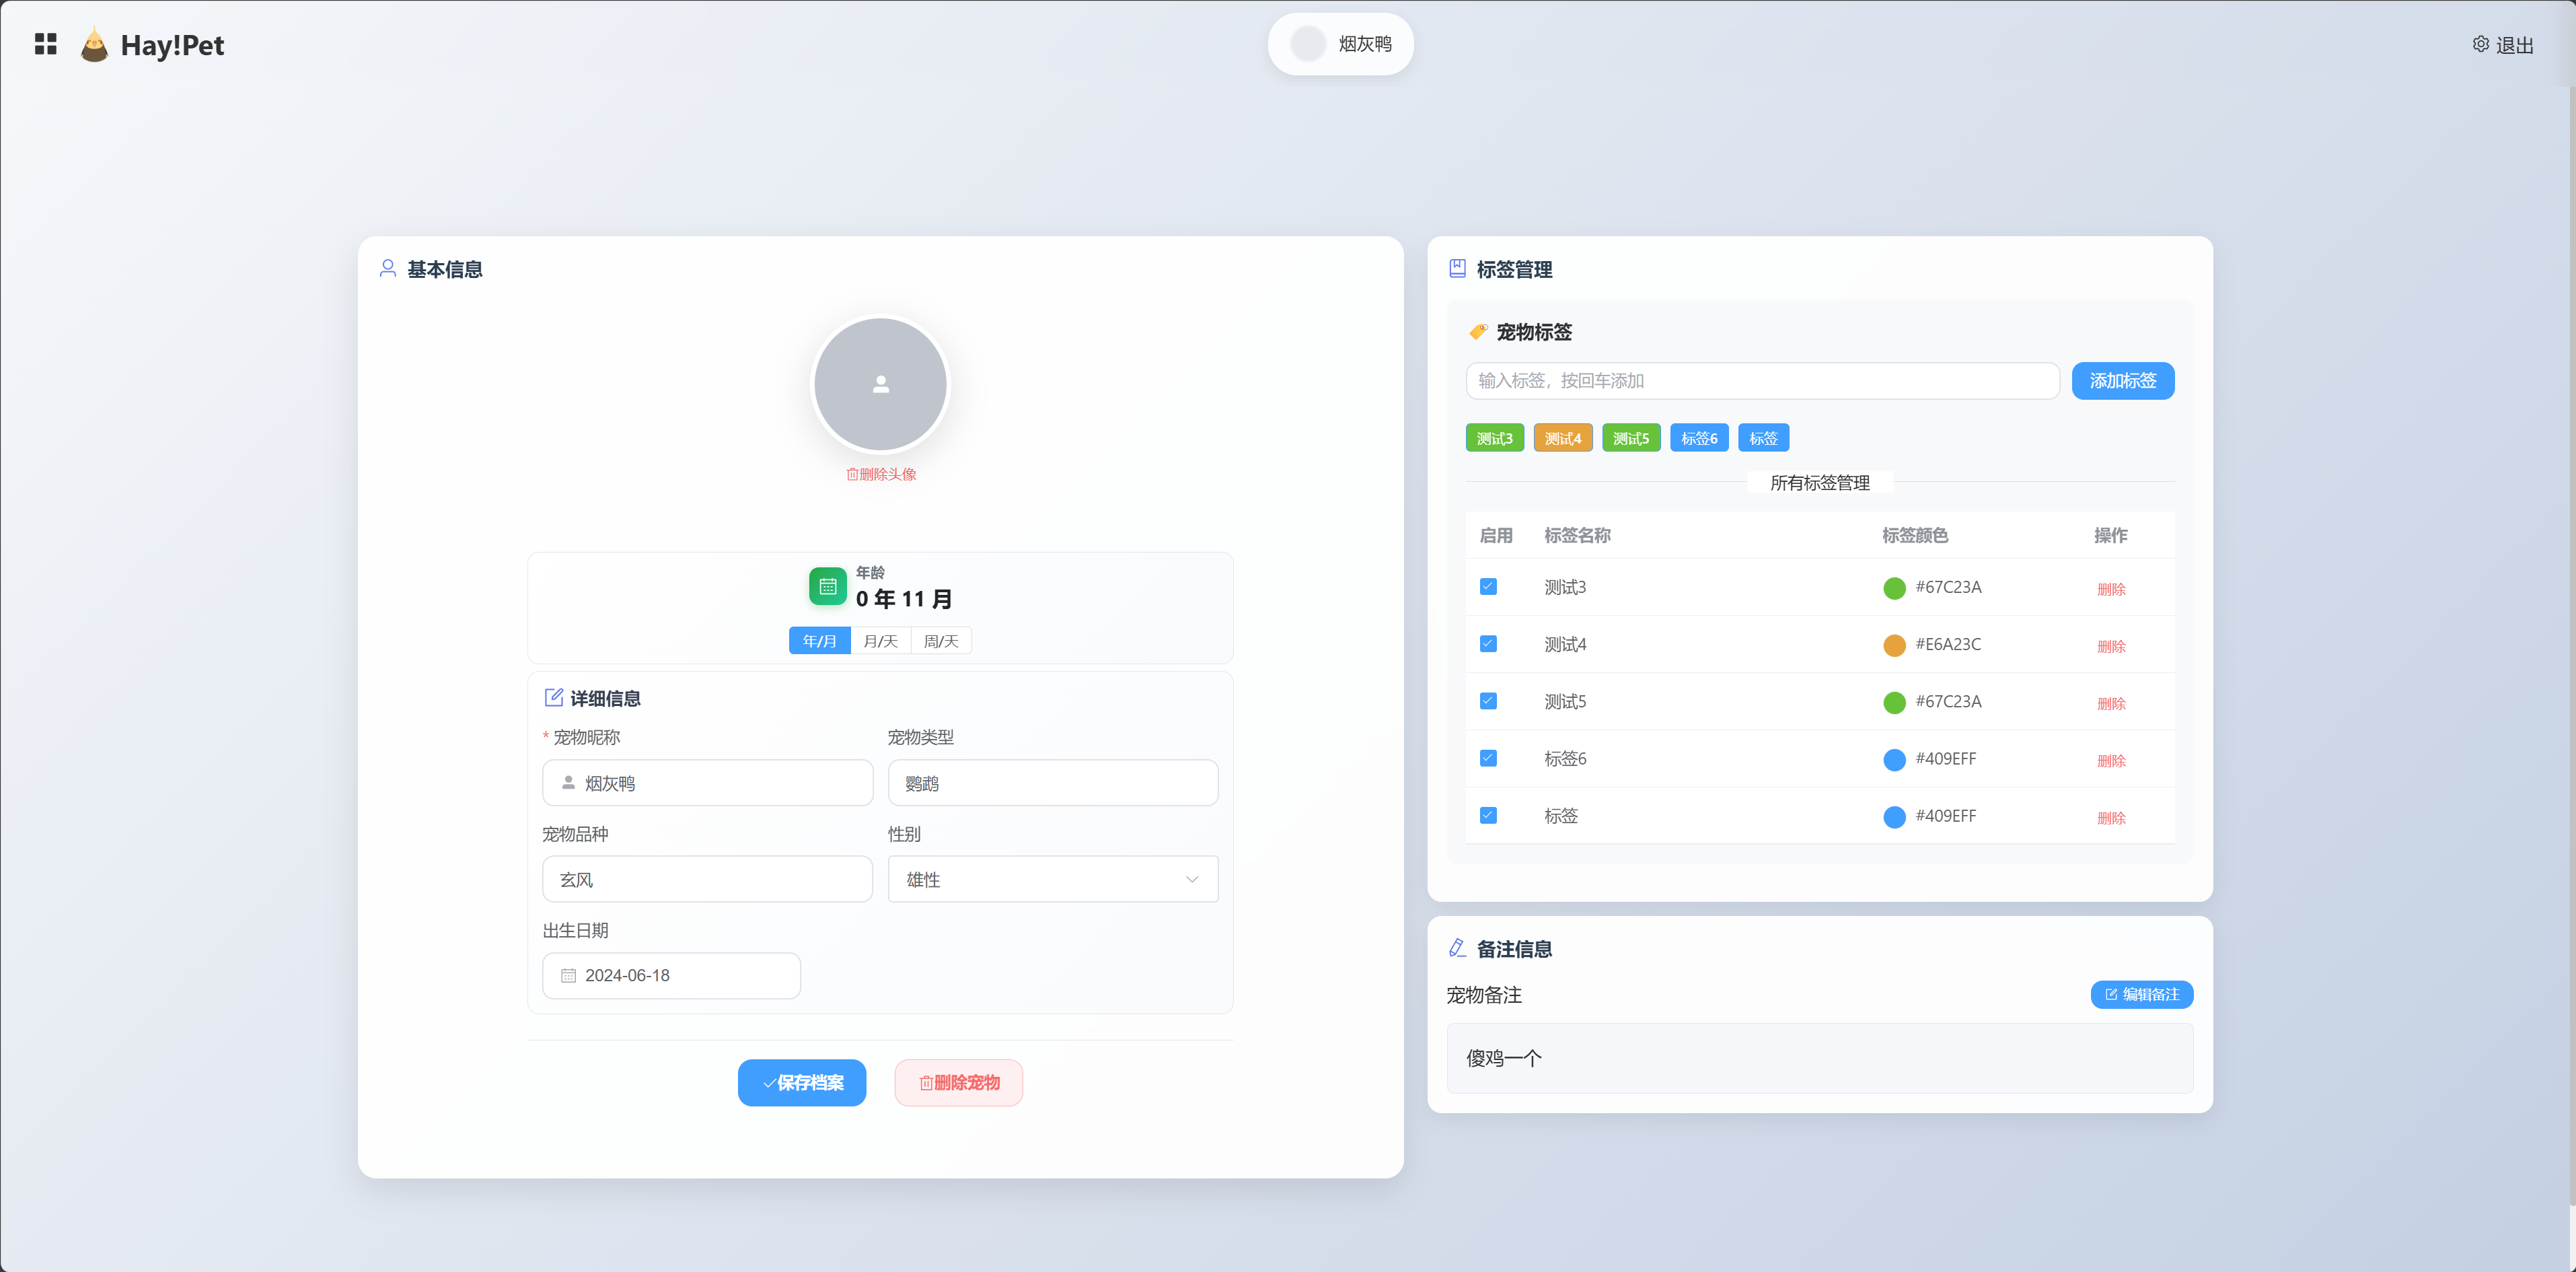 Hay!Pet
烟灰鸭
退出
基本信息
删除头像
年龄
0 年 11 月
年/月 月/天 周/天
详细信息
* 宠物昵称 宠物类型
烟灰鸭 鹦鹉
宠物品种 性别
玄风 雄性
出生日期
2024-06-18
保存档案 删除宠物
标签管理
宠物标签
输入标签，按回车添加 添加标签
测试3 测试4 测试5 标签6 标签
所有标签管理
启用 标签名称 标签颜色 操作
测试3 #67C23A 删除
测试4 #E6A23C 删除
测试5 #67C23A 删除
标签6 #409EFF 删除
标签 #409EFF 删除
备注信息
宠物备注 编辑备注
傻鸡一个